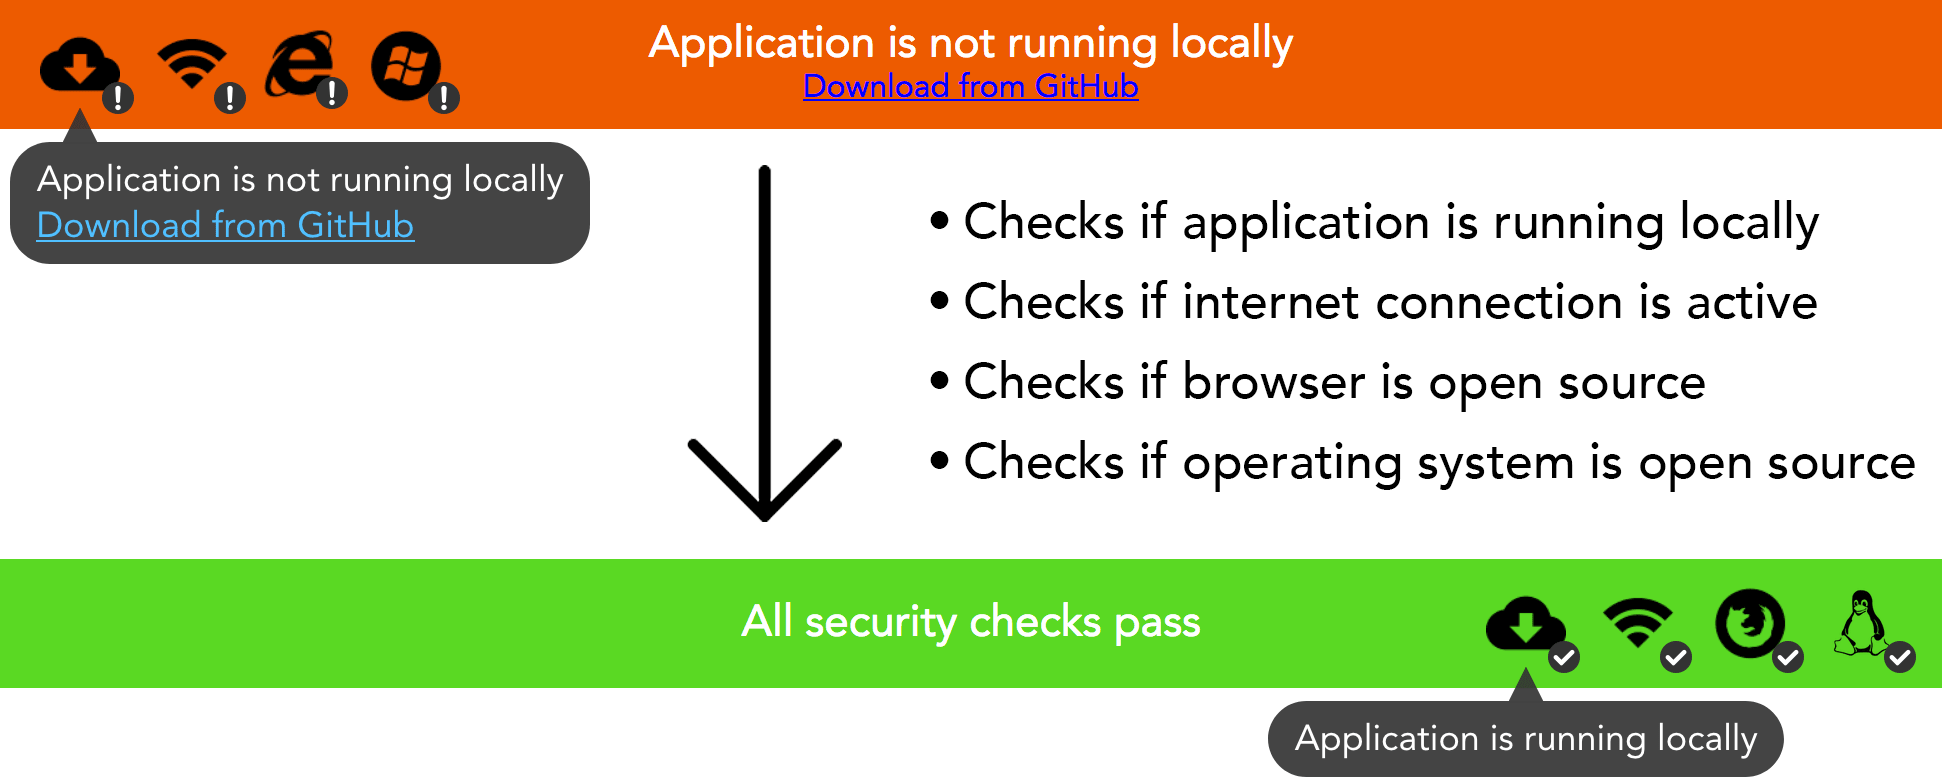 Application is not running locally
Download from GitHub
Application is not running locally
Download from GitHub
• Checks if application is running locally
• Checks if internet connection is active
• Checks if browser is open source
• Checks if operating system is open source
All security checks pass
Application is running locally